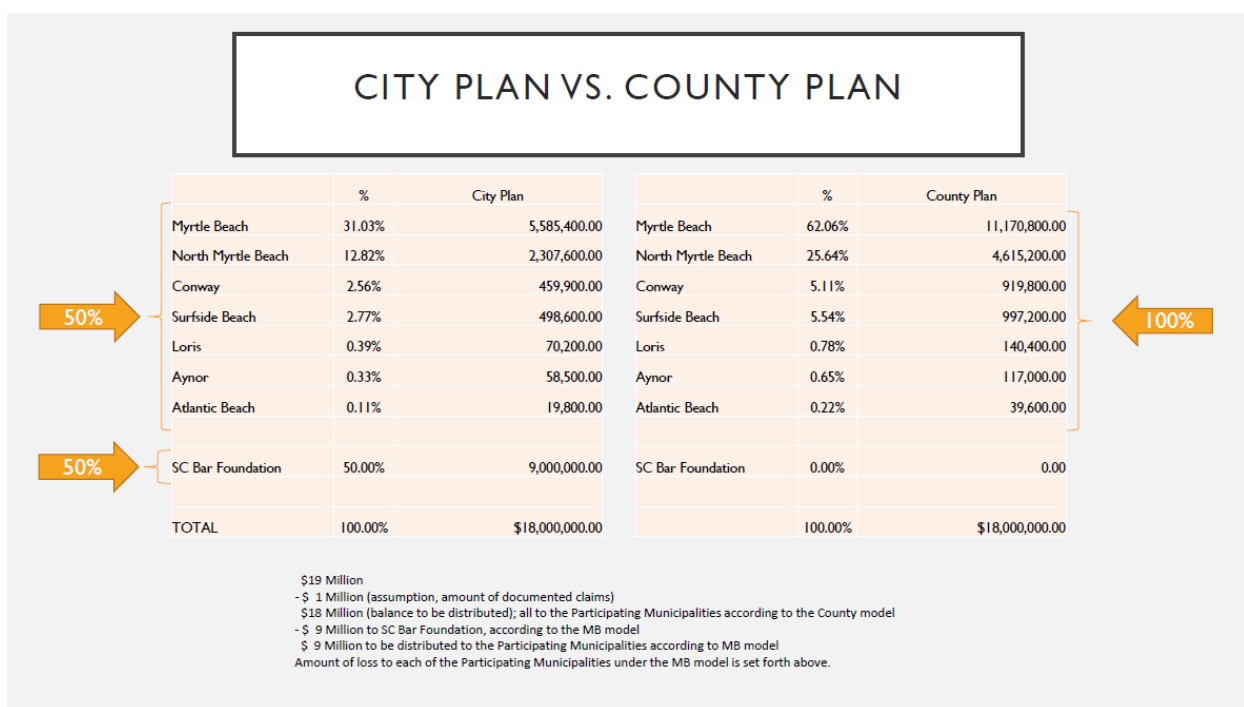 CITY PLAN VS. COUNTY PLAN
% City Plan % County Plan
Myrtle Beach 31.03% 5,585,400.00 Myrtle Beach 62.06% 11,170,800.00
North Myrtle Beach 12.82% 2,307,600.00 North Myrtle Beach 25.64% 4,615,200.00
Conway 2.56% 459,900.00 Conway 5.11% 919,800.00
50% Surfside Beach 2.77% 498,600.00 Surfside Beach 5.54% 997,200.00 100%
Loris 0.39% 70,200.00 Loris 0.78% 140,400.00
Aynor 0.33% 58,500.00 Aynor 0.65% 117,000.00
Atlantic Beach 0.11% 19,800.00 Atlantic Beach 0.22% 39,600.00
50% SC Bar Foundation 50.00% 9,000,000.00 SC Bar Foundation 0.00% 0.00
TOTAL 100.00% $18,000,000.00 100.00% $18,000,000.00
$19 Million
- $ 1 Million (assumption, amount of documented claims)
$18 Million (balance to be distributed); all to the Participating Municipalities according to the County model
- $ 9 Million to SC Bar Foundation, according to the MB model
$ 9 Million to be distributed to the Participating Municipalities according to MB model
Amount of loss to each of the Participating Municipalities under the MB model is set forth above.